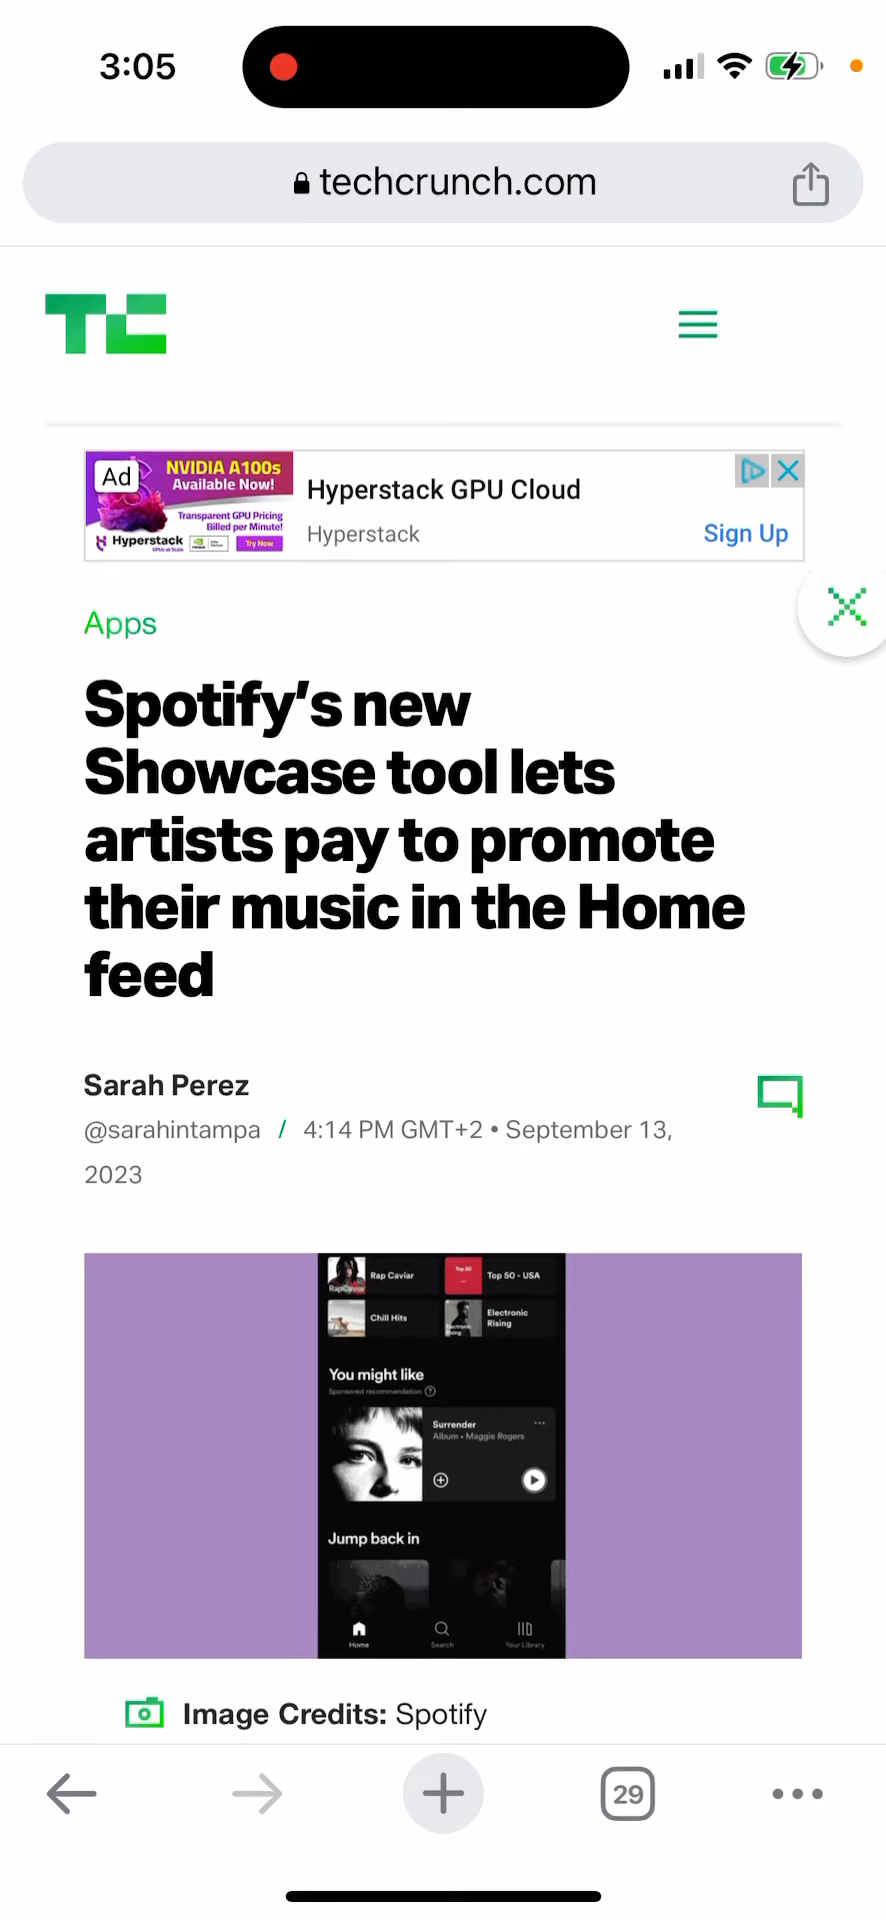 3:05
techcrunch.com
TC
Ad
NVIDIA A100s
Available Now!
Transparent GPU Pricing
Billed per Minute!
Hyperstack
GPUs at Scale
Try Now
Hyperstack GPU Cloud
Hyperstack
Sign Up
Apps
Spotify’s new
Showcase tool lets
artists pay to promote
their music in the Home
feed
Sarah Perez
@sarahintampa / 4:14 PM GMT+2 • September 13,
2023
Rap Caviar
Top 50 - USA
Chill Hits
Electronic
Rising
You might like
Sponsored recommendation
Surrender
Album • Maggie Rogers
Jump back in
Home
Search
Your Library
Image Credits: Spotify
29